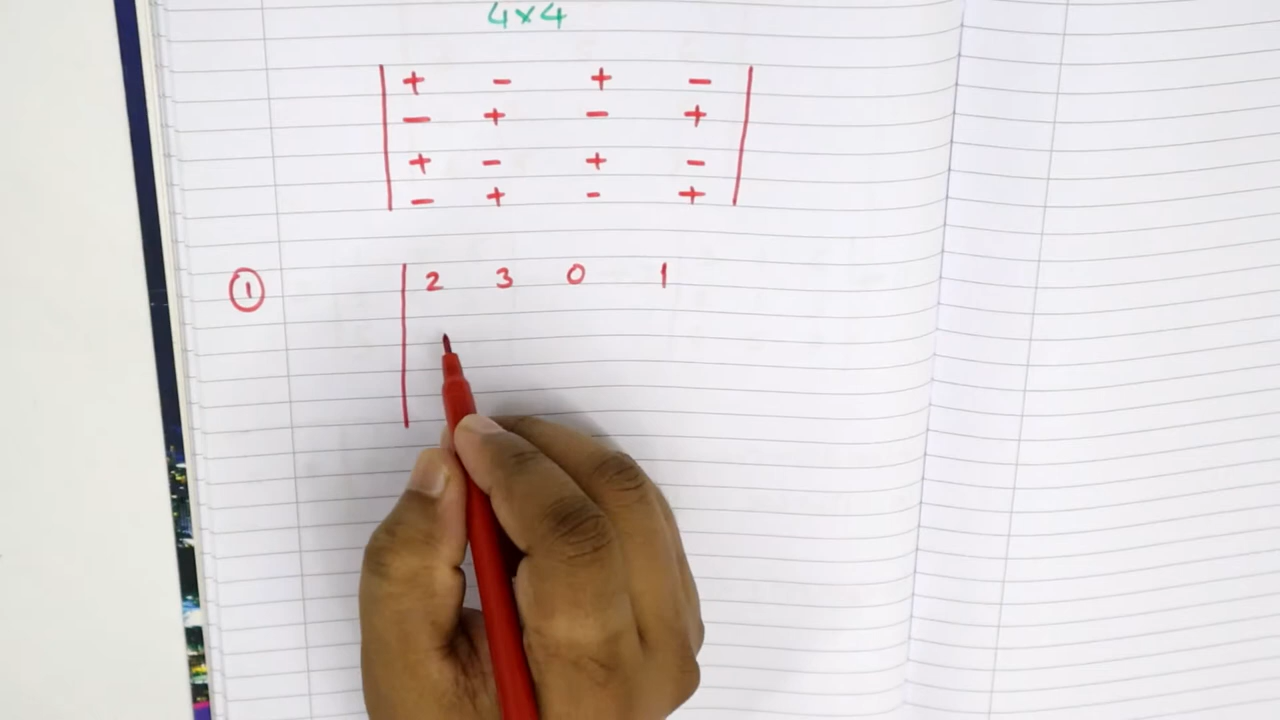 4×4
+ - + -
- + - +
+ - + -
- + - +
① 2 3 0 1